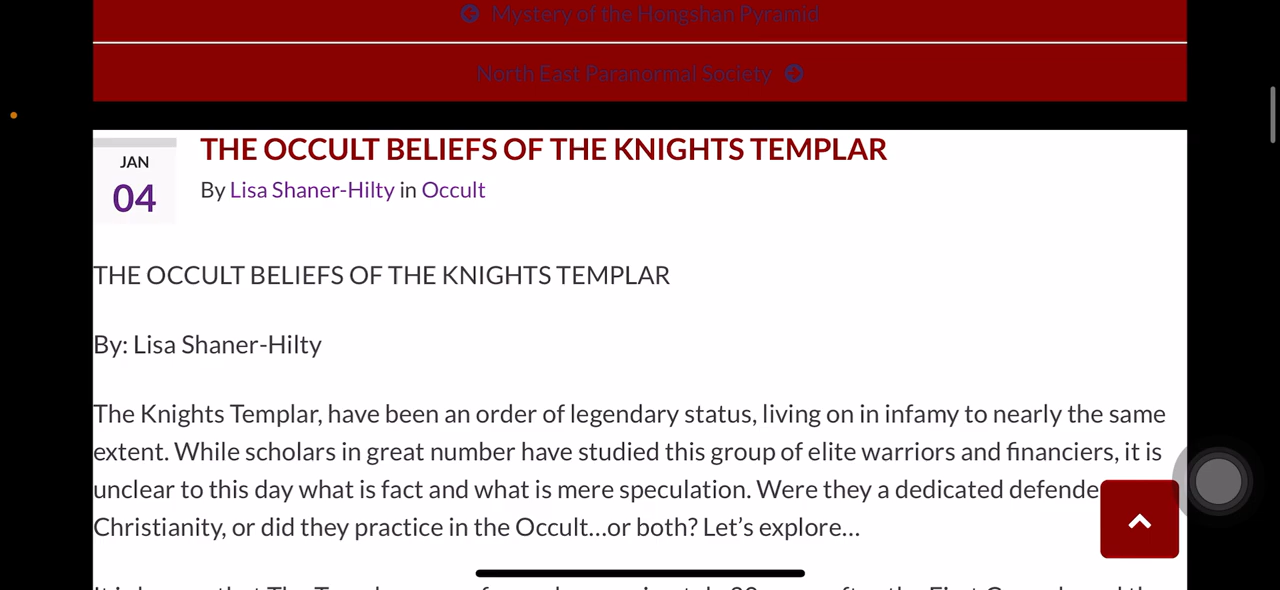 Mystery of the Hongshan Pyramid
North East Paranormal Society
JAN
04
THE OCCULT BELIEFS OF THE KNIGHTS TEMPLAR
By Lisa Shaner-Hilty in Occult
THE OCCULT BELIEFS OF THE KNIGHTS TEMPLAR
By: Lisa Shaner-Hilty
The Knights Templar, have been an order of legendary status, living on in infamy to nearly the same
extent. While scholars in great number have studied this group of elite warriors and financiers, it is
unclear to this day what is fact and what is mere speculation. Were they a dedicated defende
Christianity, or did they practice in the Occult...or both? Let's explore...